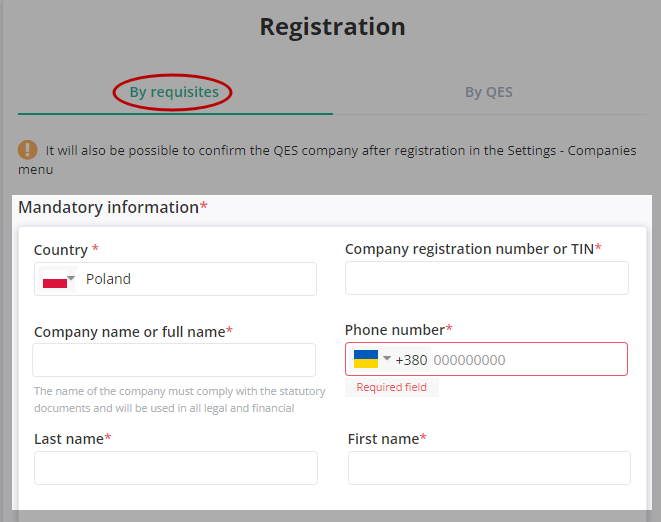 Registration
By requisites
By QES
It will also be possible to confirm the QES company after registration in the Settings - Companies
menu
Mandatory information*
Country *
Company registration number or TIN*
Poland
Company name or full name*
Phone number*
+380 000000000
Required field
The name of the company must comply with the statutory
documents and will be used in all legal and financial
Last name*
First name*